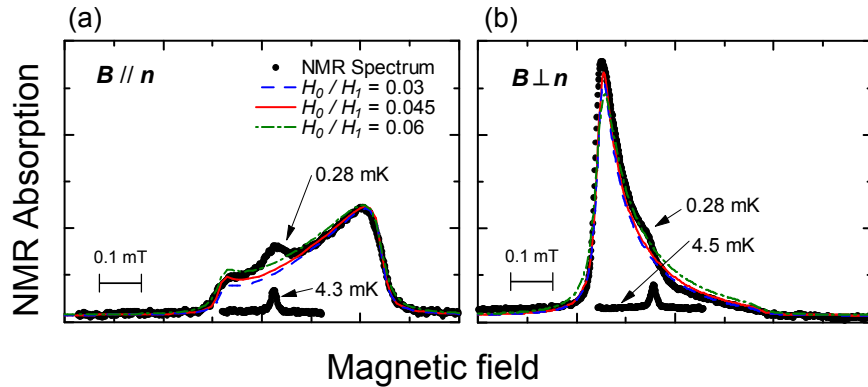 (a)
B // n
NMR Spectrum
H0 / H1 = 0.03
H0 / H1 = 0.045
H0 / H1 = 0.06
0.28 mK
0.1 mT
4.3 mK
(b)
B ⊥ n
0.28 mK
4.5 mK
0.1 mT
NMR Absorption
Magnetic field